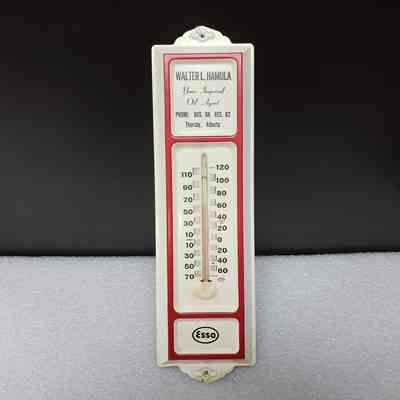 WALTER L. HAMULA
Your Imperial
Oil Agent
PHONE: BUS. 88, RES. 62
Thorsby, Alberta
120
110 100
90 80
70 60
50 40
30 20
10 0
10 20
30 40
50 60
70
Esso